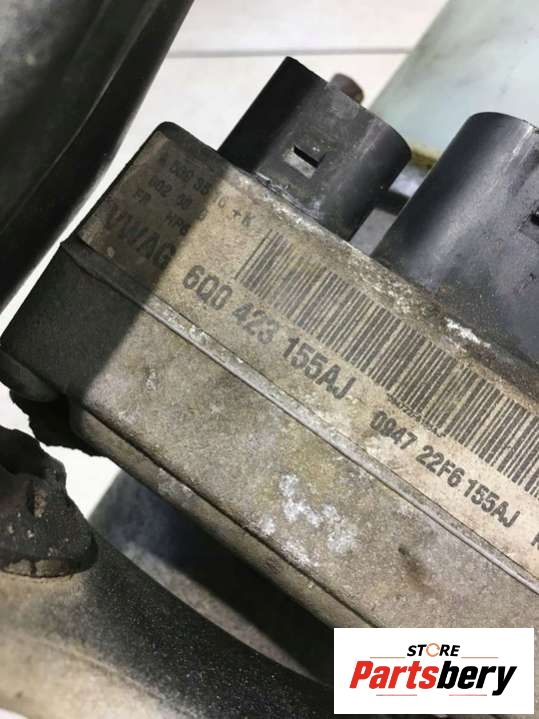 +K
VWAG
6Q0 423 155AJ
0947 22F6 155AJ
STORE
Partsbery